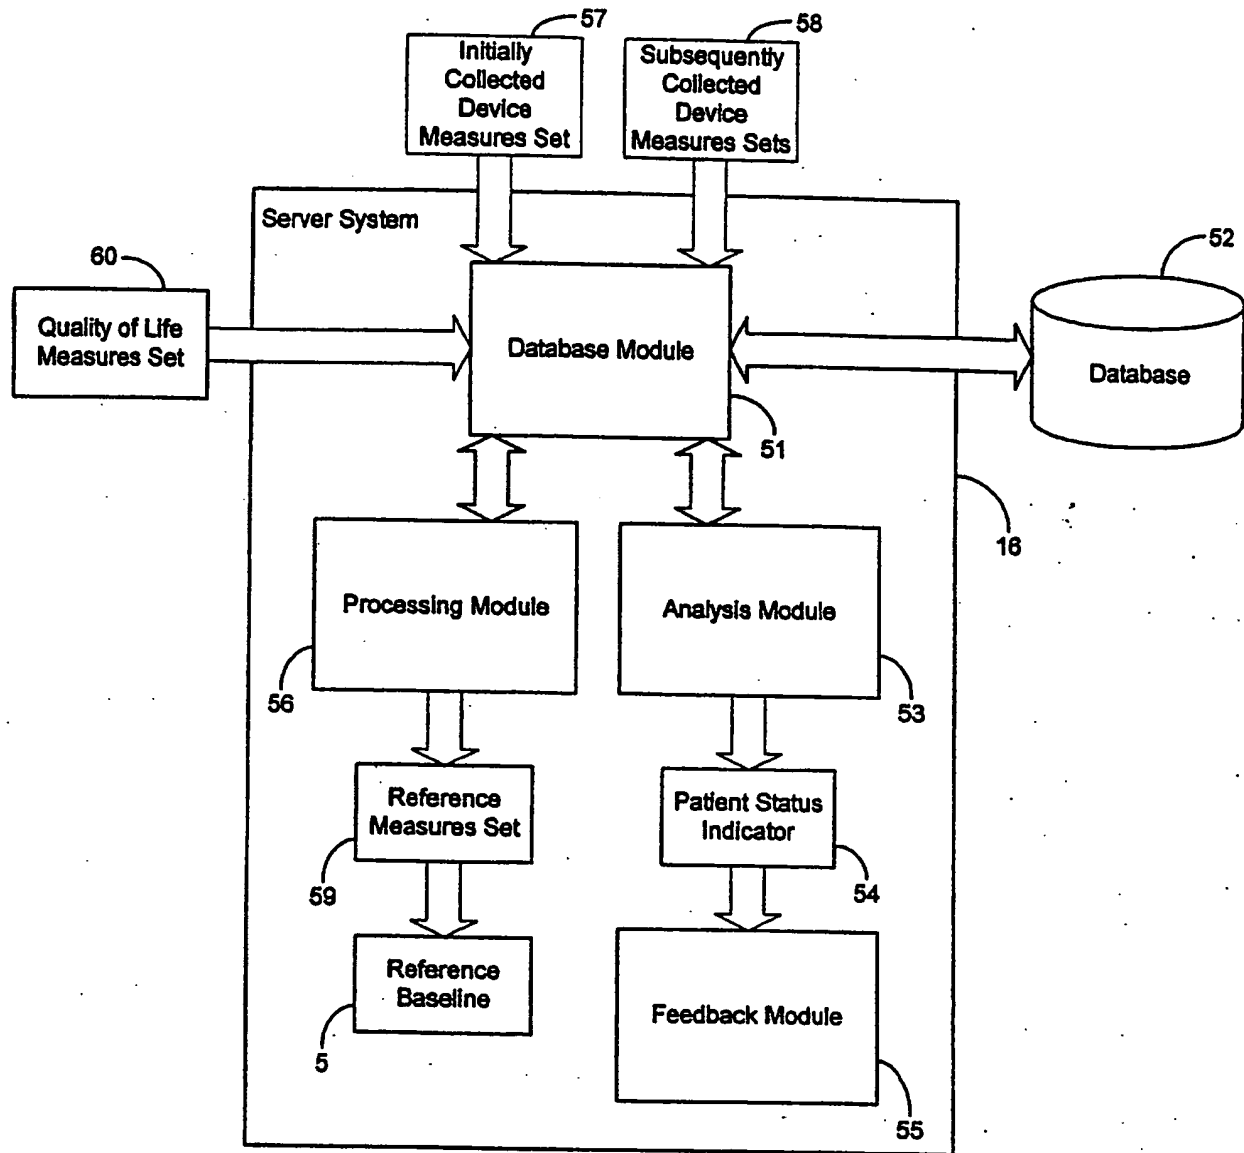 57
58
Initially
Collected
Device
Measures Set
Subsequently
Collected
Device
Measures Sets
Server System
60
52
Quality of Life
Measures Set
Database Module
Database
51
16
Processing Module
Analysis Module
56
53
Reference
Measures Set
Patient Status
Indicator
59
54
Reference
Baseline
Feedback Module
5
55